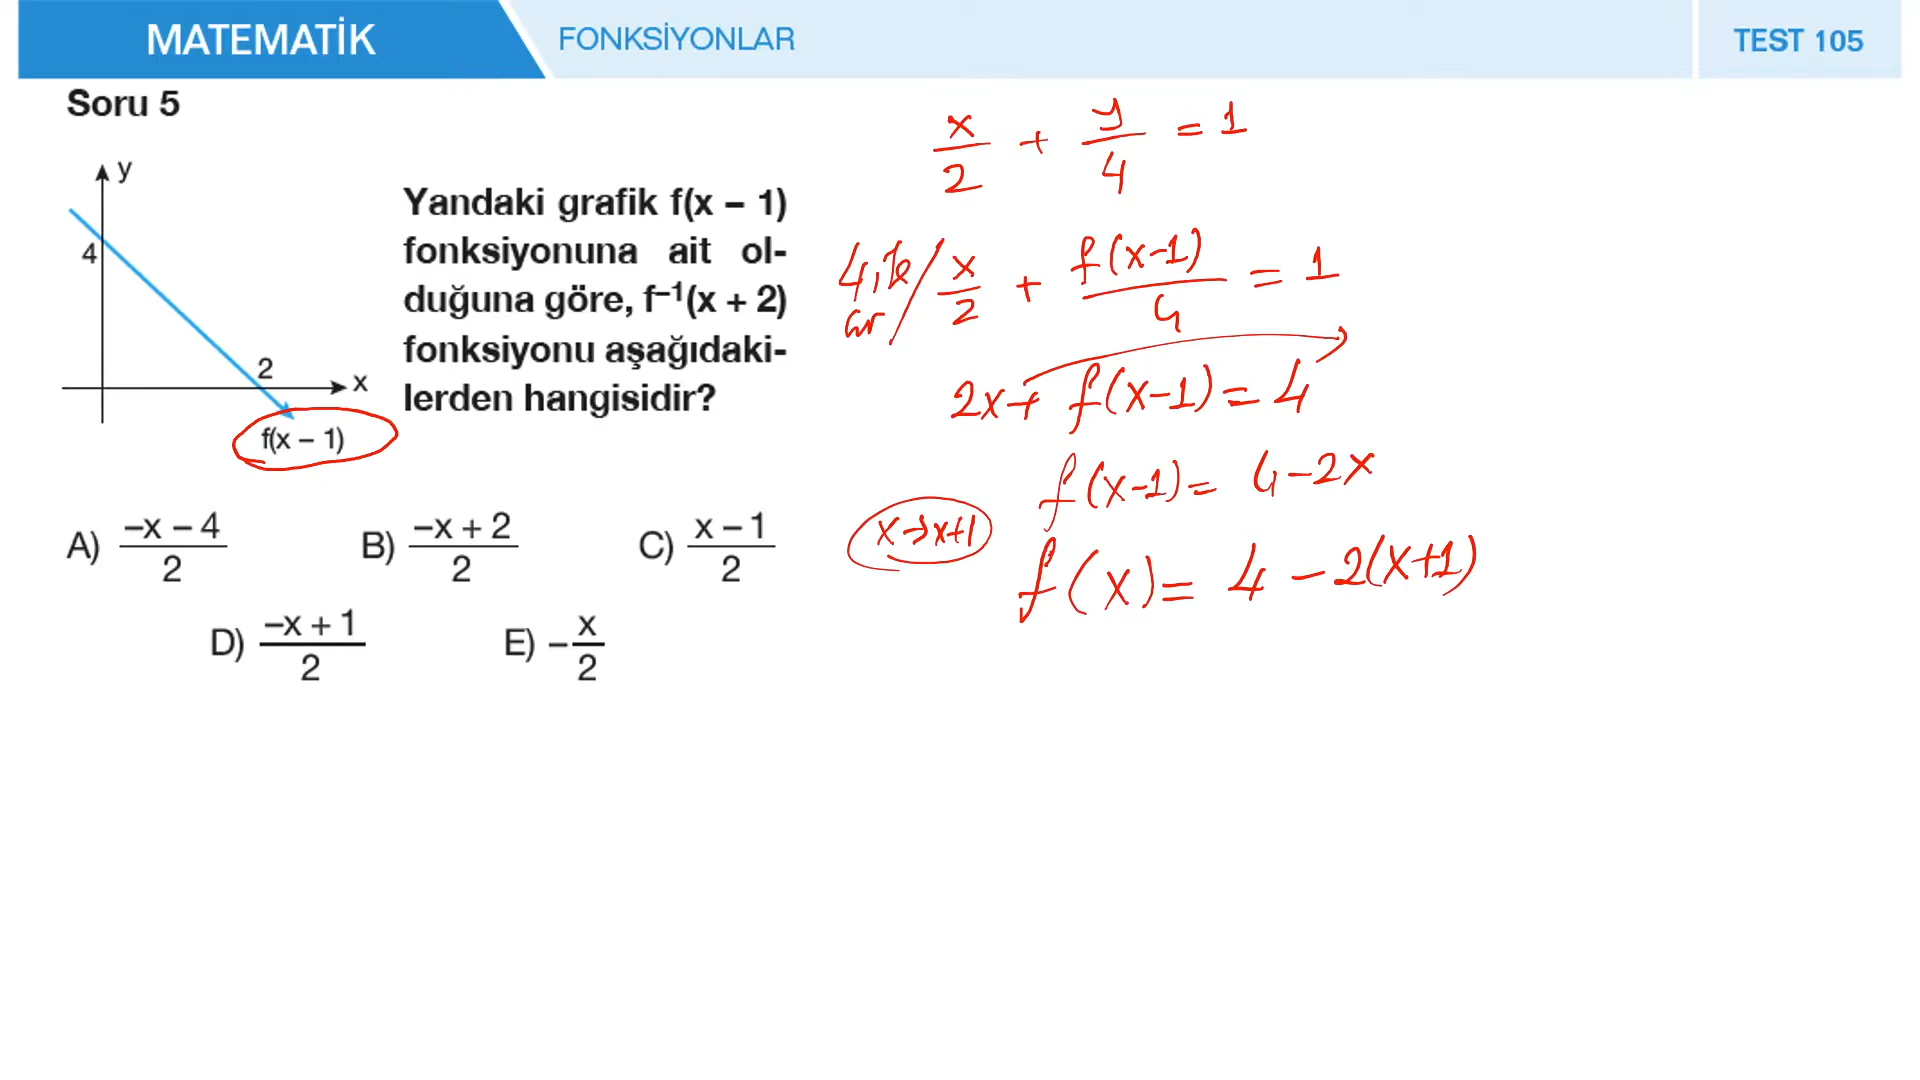 MATEMATİK
FONKSİYONLAR
TEST 105
Soru 5
y
4
2
x
f(x – 1)
Yandaki grafik f(x – 1)
fonksiyonuna ait ol-
duğuna göre, f⁻¹(x + 2)
fonksiyonu aşağıdaki-
lerden hangisidir?
A) (–x – 4)/2
B) (–x + 2)/2
C) (x – 1)/2
D) (–x + 1)/2
E) –x/2
x/2 + y/4 = 1
x/2 + f(x-1)/4 = 1
2x + f(x-1) = 4
f(x-1) = 4-2x
x→x+1
f(x) = 4 - 2(x+1)